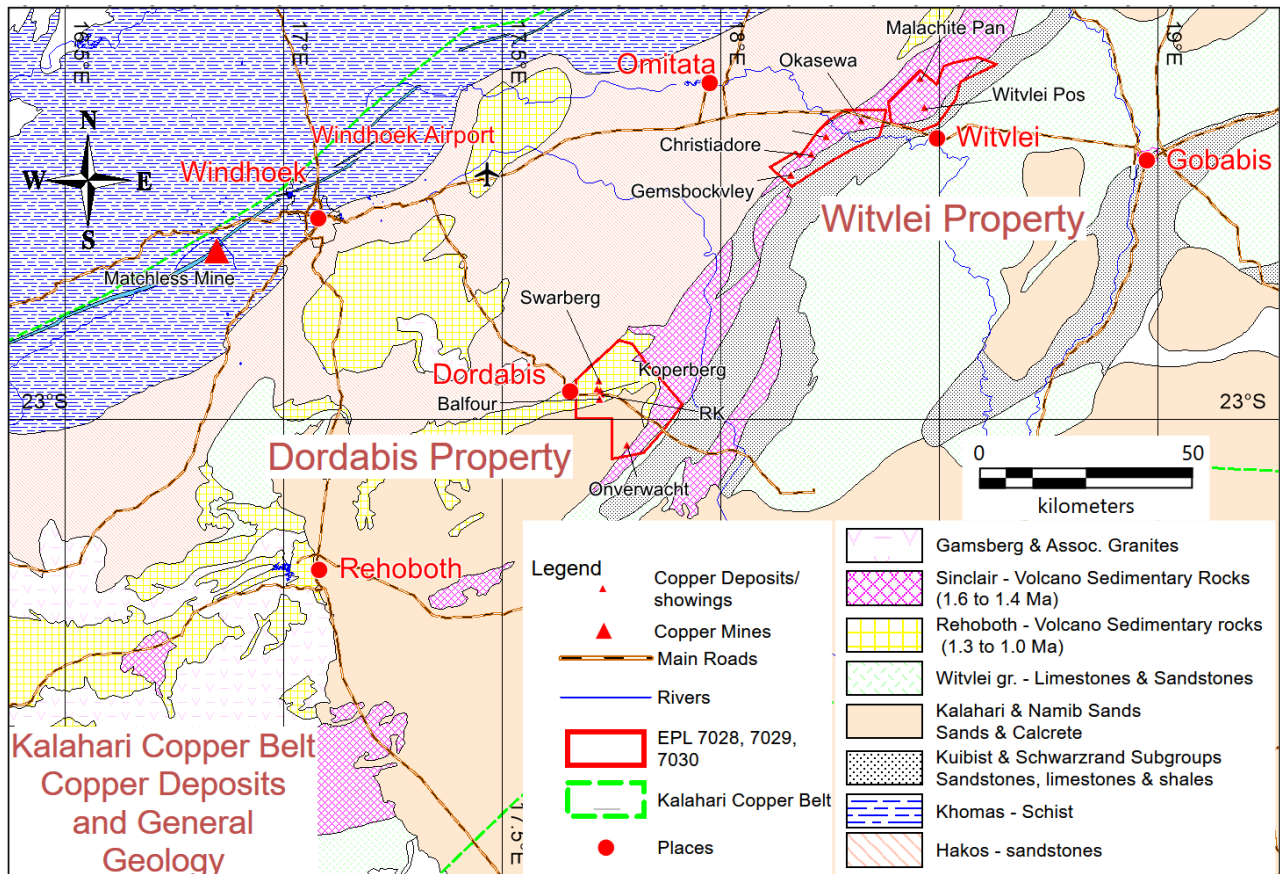 16.5°E
17°E
17.5°E
18°E
19°E
Malachite Pan
Okasewa
Omitata
Witvlei Pos
N
Windhoek Airport
Christiadore
Witvlei
Gobabis
W
E
Windhoek
Gemsbockvley
Witvlei Property
S
Matchless Mine
Swarberg
Dordabis
Koperberg
Balfour
RK
23°S
23°S
Dordabis Property
0
50
kilometers
Onverwacht
Rehoboth
Legend
Copper Deposits/
showings
Copper Mines
Main Roads
Rivers
EPL 7028, 7029,
7030
Kalahari Copper Belt
Places
Gamsberg & Assoc. Granites
Sinclair - Volcano Sedimentary Rocks
(1.6 to 1.4 Ma)
Rehoboth - Volcano Sedimentary rocks
(1.3 to 1.0 Ma)
Witvlei gr. - Limestones & Sandstones
Kalahari & Namib Sands
Sands & Calcrete
Kuibist & Schwarzrand Subgroups
Sandstones, limestones & shales
Khomas - Schist
Hakos - sandstones
17.5°E
Kalahari Copper Belt
Copper Deposits
and General
Geology